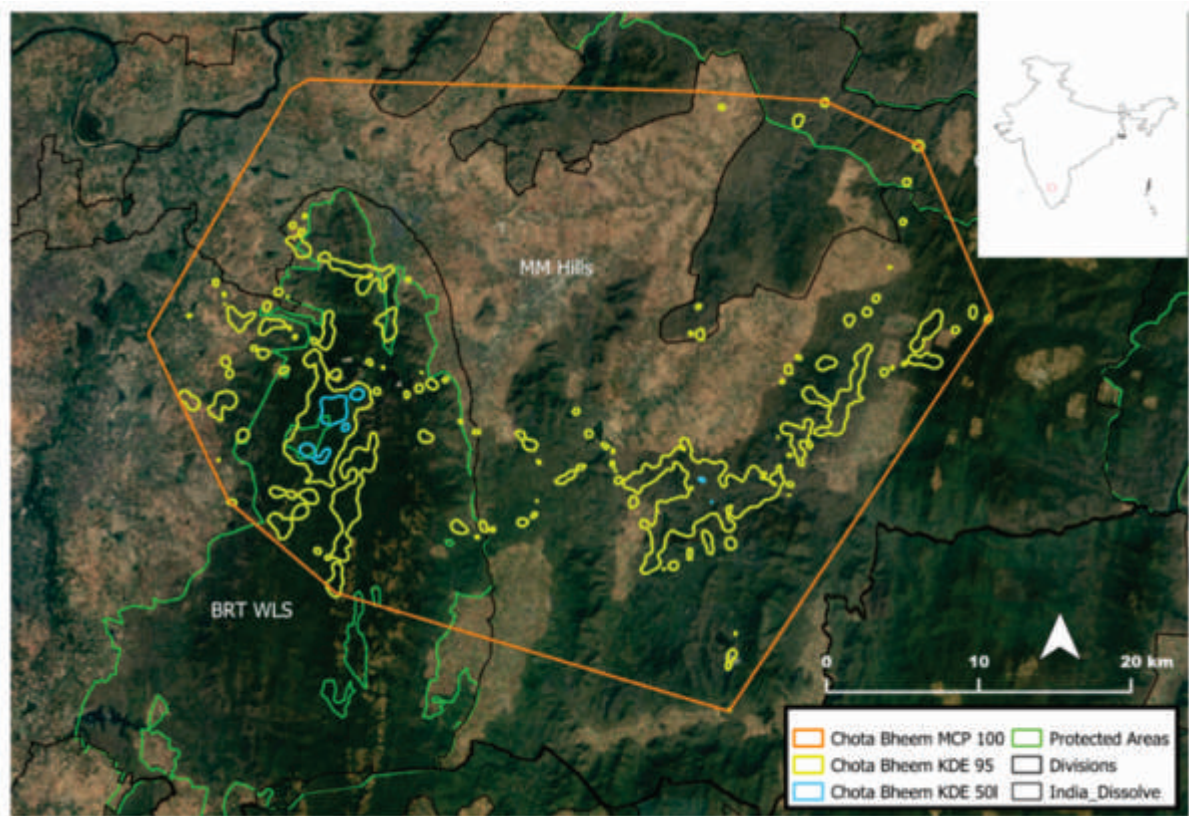 MM Hills
BRT WLS
0 10 20 km
Chota Bheem MCP 100
Chota Bheem KDE 95
Chota Bheem KDE 50l
Protected Areas
Divisions
India_Dissolve